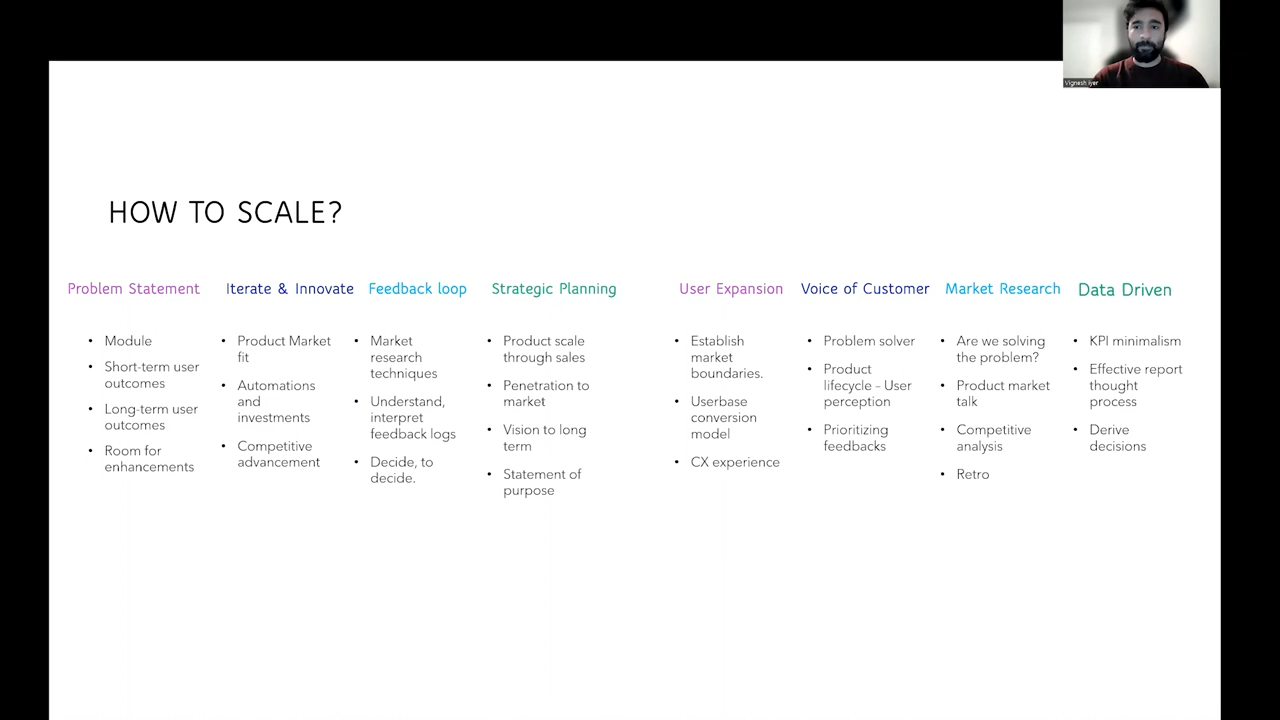 Vignesh Iyer
HOW TO SCALE?
Problem Statement
• Module
• Short-term user
outcomes
• Long-term user
outcomes
• Room for
enhancements
Iterate & Innovate
• Product Market
fit
• Automations
and
investments
• Competitive
advancement
Feedback loop
• Market
research
techniques
• Understand,
interpret
feedback logs
• Decide, to
decide.
Strategic Planning
• Product scale
through sales
• Penetration to
market
• Vision to long
term
• Statement of
purpose
User Expansion
• Establish
market
boundaries.
• Userbase
conversion
model
• CX experience
Voice of Customer
• Problem solver
• Product
lifecycle – User
perception
• Prioritizing
feedbacks
Market Research
• Are we solving
the problem?
• Product market
talk
• Competitive
analysis
• Retro
Data Driven
• KPI minimalism
• Effective report
thought
process
• Derive
decisions